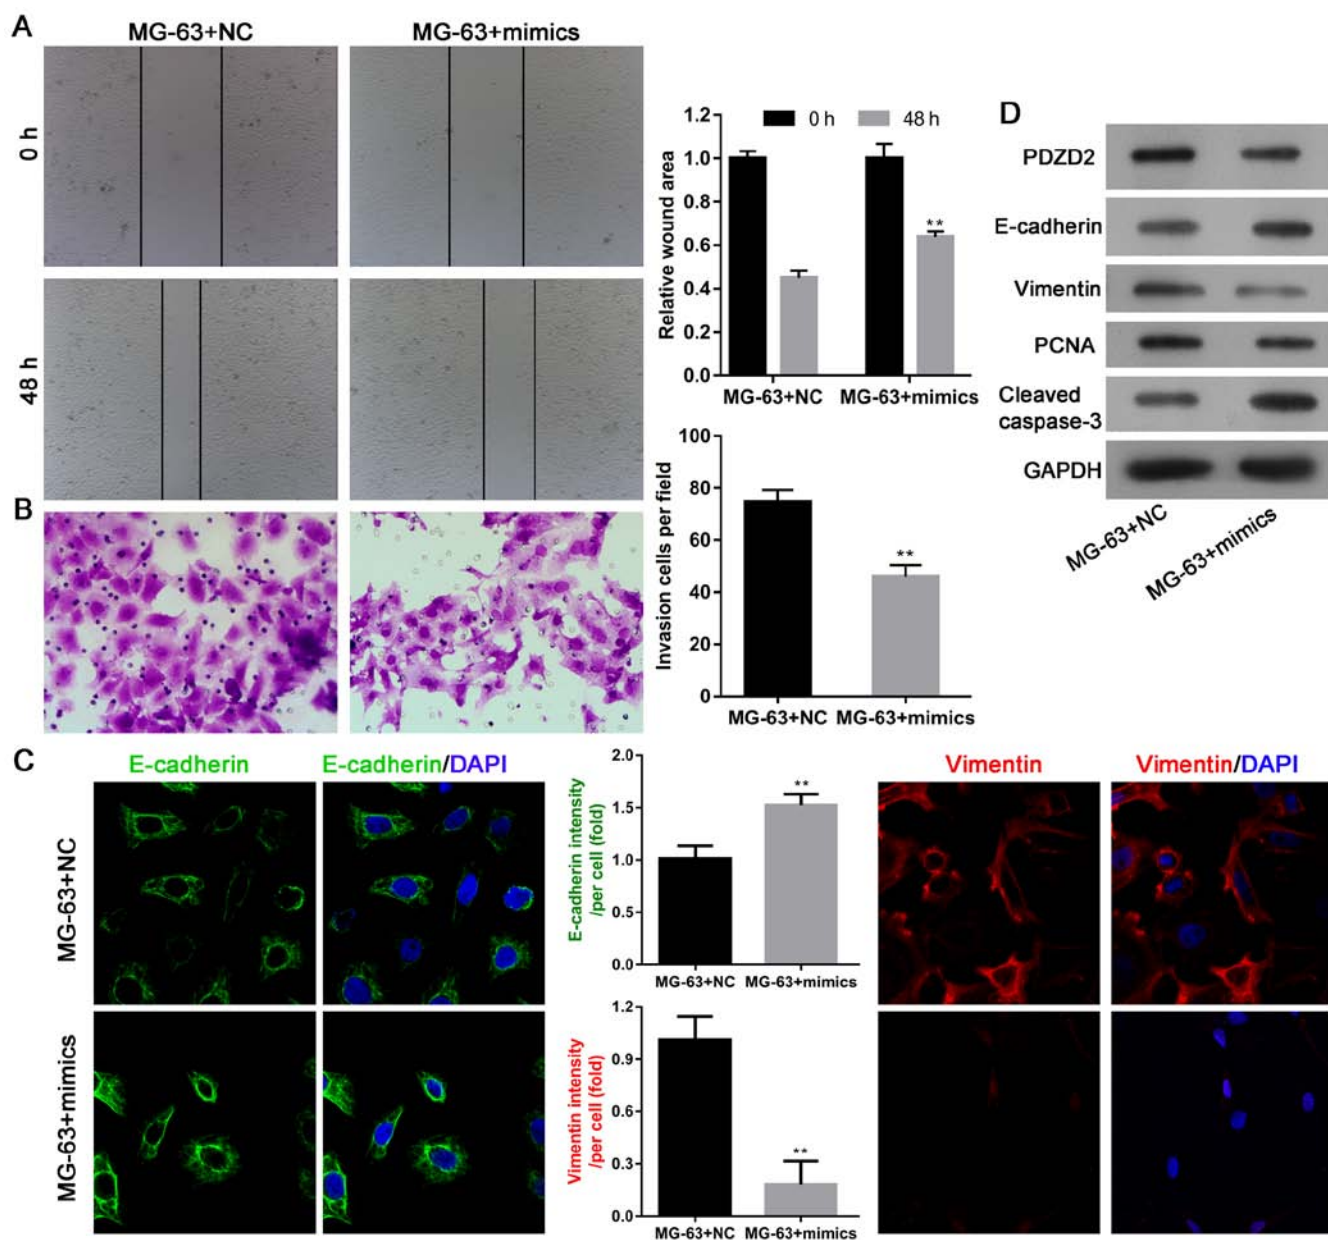 A
MG-63+NC
MG-63+mimics
0 h
48 h
Relative wound area
1.2
1.0
0.8
0.6
0.4
0.2
0.0
0 h
48 h
**
MG-63+NC
MG-63+mimics
D
PDZD2
E-cadherin
Vimentin
PCNA
Cleaved
caspase-3
GAPDH
MG-63+NC
MG-63+mimics
B
Invasion cells per field
100
80
60
40
20
0
**
MG-63+NC
MG-63+mimics
C
E-cadherin
E-cadherin/DAPI
MG-63+NC
MG-63+mimics
E-cadherin intensity
/per cell (fold)
2.0
1.5
1.0
0.5
0.0
**
MG-63+NC
MG-63+mimics
Vimentin intensity
/per cell (fold)
1.2
0.9
0.6
0.3
0.0
**
MG-63+NC
MG-63+mimics
Vimentin
Vimentin/DAPI